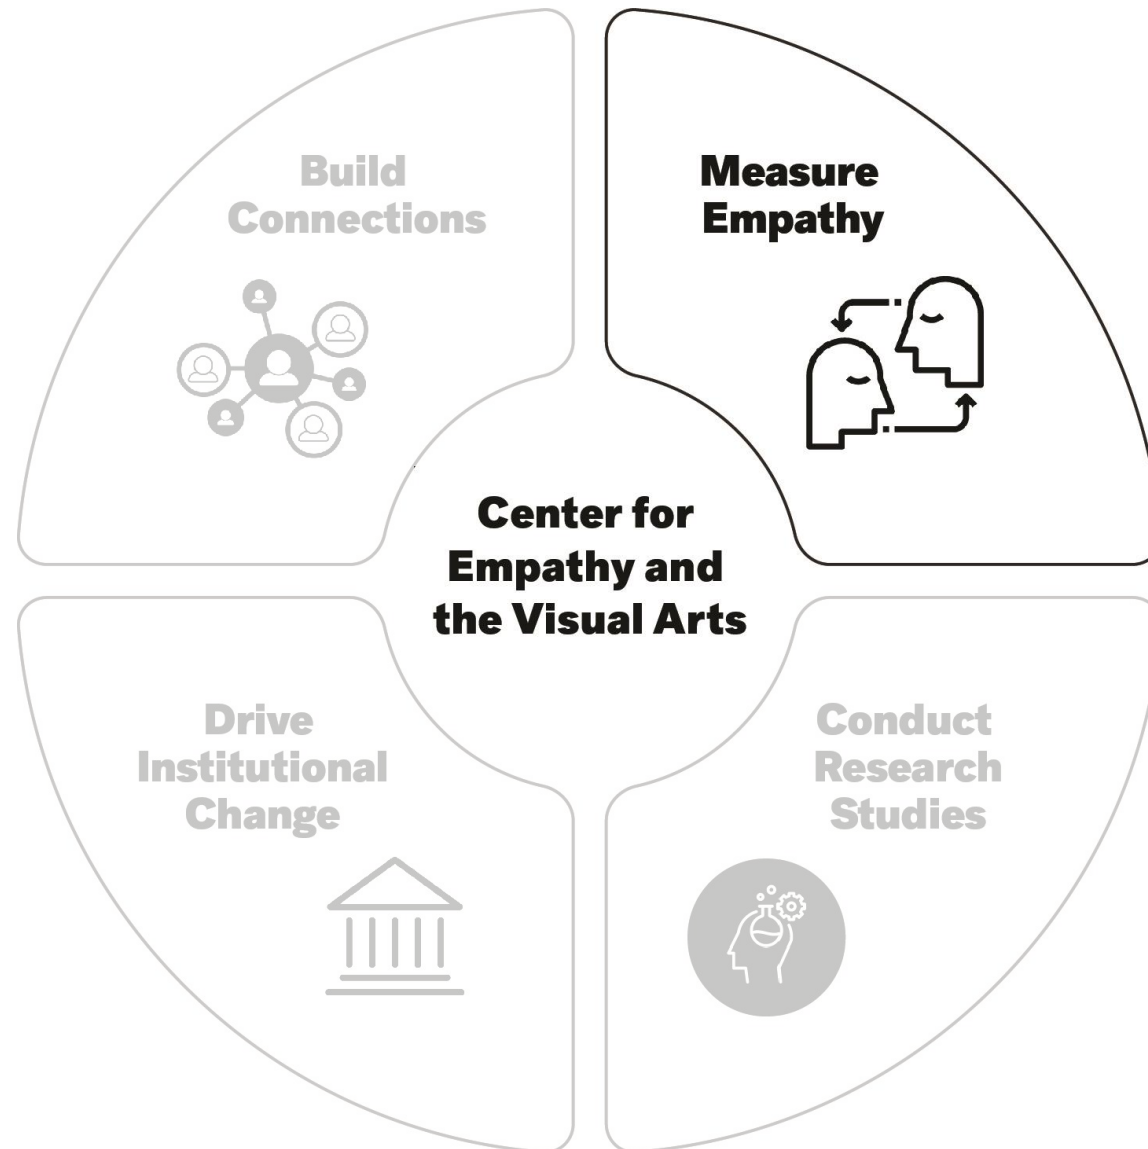 Build
Connections
Measure
Empathy
Center for
Empathy and
the Visual Arts
Drive
Institutional
Change
Conduct
Research
Studies